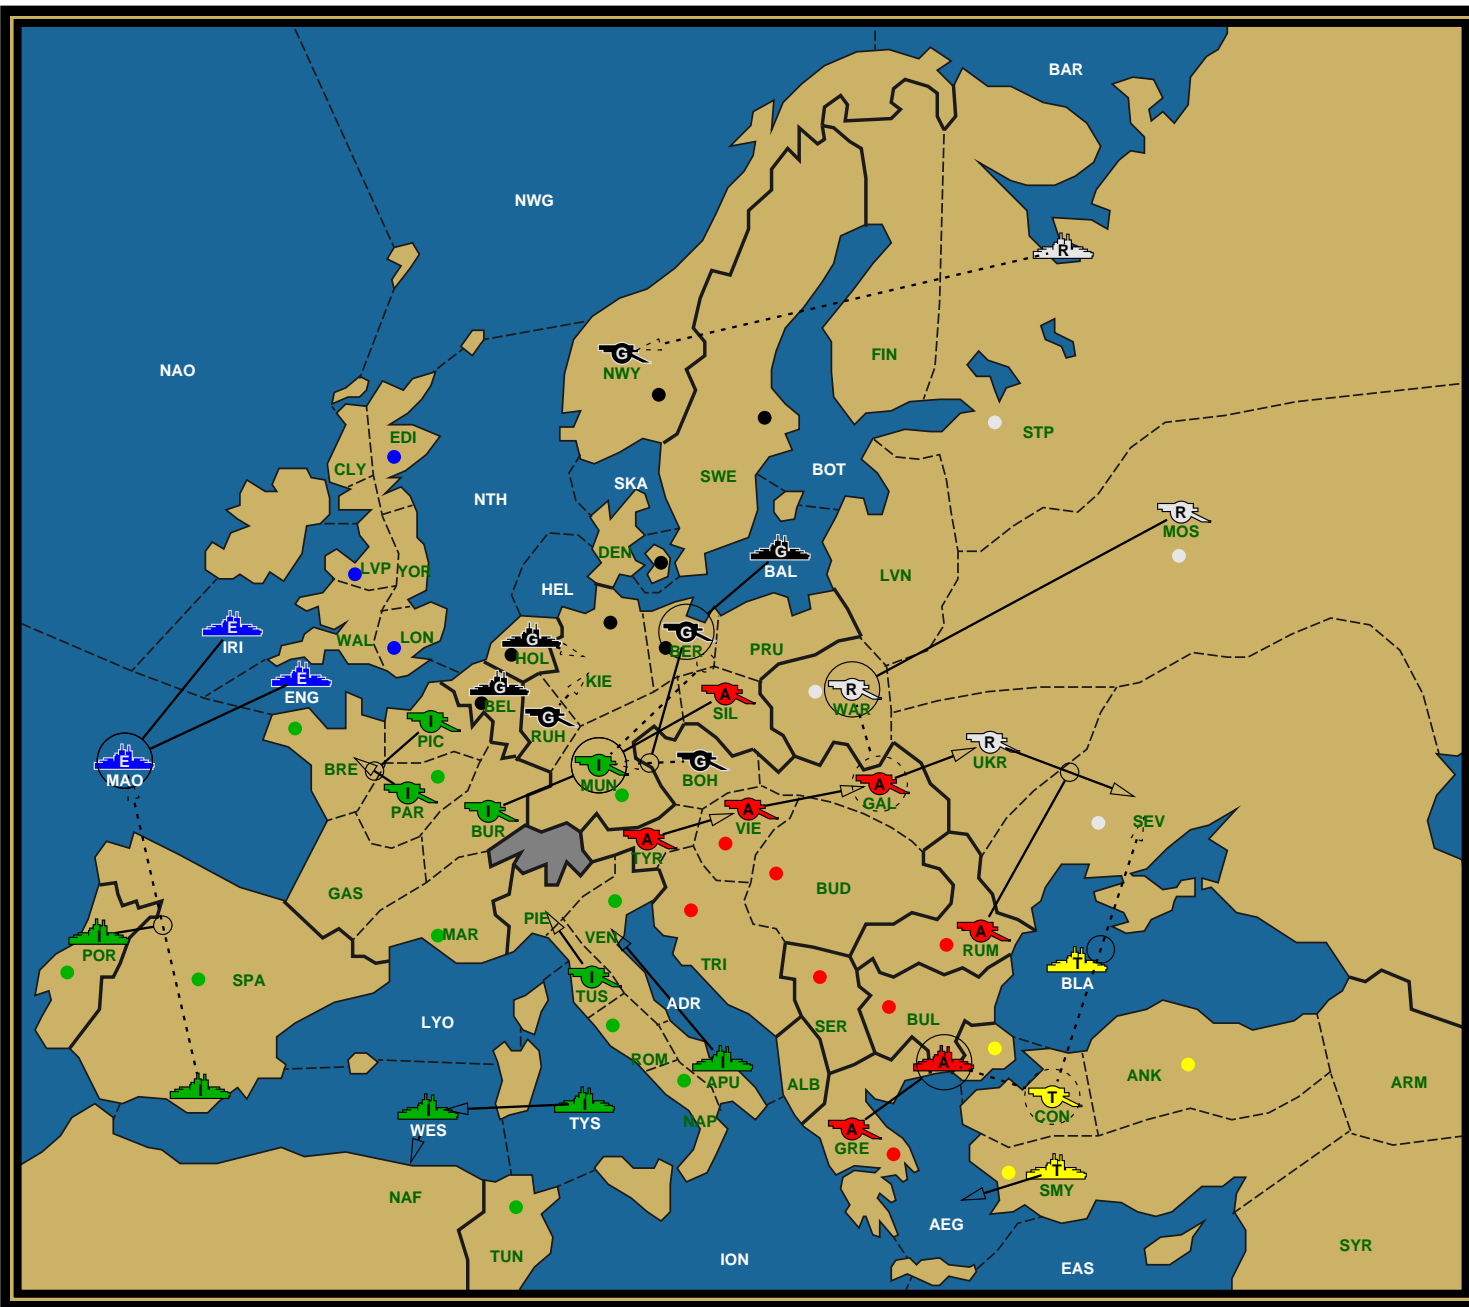 BAR
NWG
R
NAO
G
NWY
FIN
EDI
STP
CLY
SWE
BOT
SKA
NTH
R
MOS
DEN
G
BAL
LVP
YOR
LVN
HEL
E
IRI
WAL
LON
G
HOL
G
BER
PRU
E
ENG
KIE
G
BEL
A
SIL
R
WAR
I
PIC
G
RUH
R
UKR
E
MAO
BRE
I
MUN
G
BOH
A
GAL
I
PAR
I
BUR
A
VIE
SEV
A
TYR
BUD
GAS
PIE
VEN
I
POR
MAR
A
RUM
TRI
T
BLA
SPA
I
TUS
ADR
LYO
SER
BUL
ROM
I
APU
A
ALB
ANK
ARM
I
I
WES
I
TYS
NAP
T
CON
A
GRE
T
SMY
NAF
AEG
TUN
ION
SYR
EAS